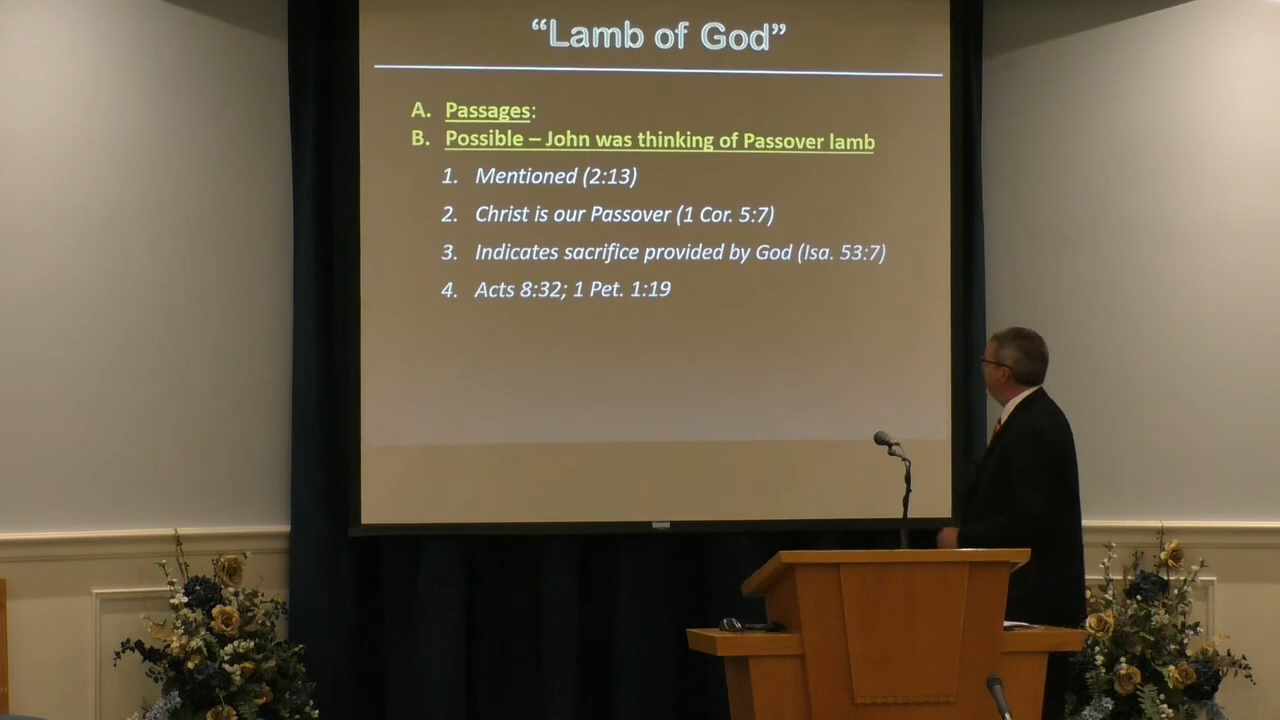 “Lamb of God”
A. Passages:
B. Possible – John was thinking of Passover lamb
1. Mentioned (2:13)
2. Christ is our Passover (1 Cor. 5:7)
3. Indicates sacrifice provided by God (Isa. 53:7)
4. Acts 8:32; 1 Pet. 1:19